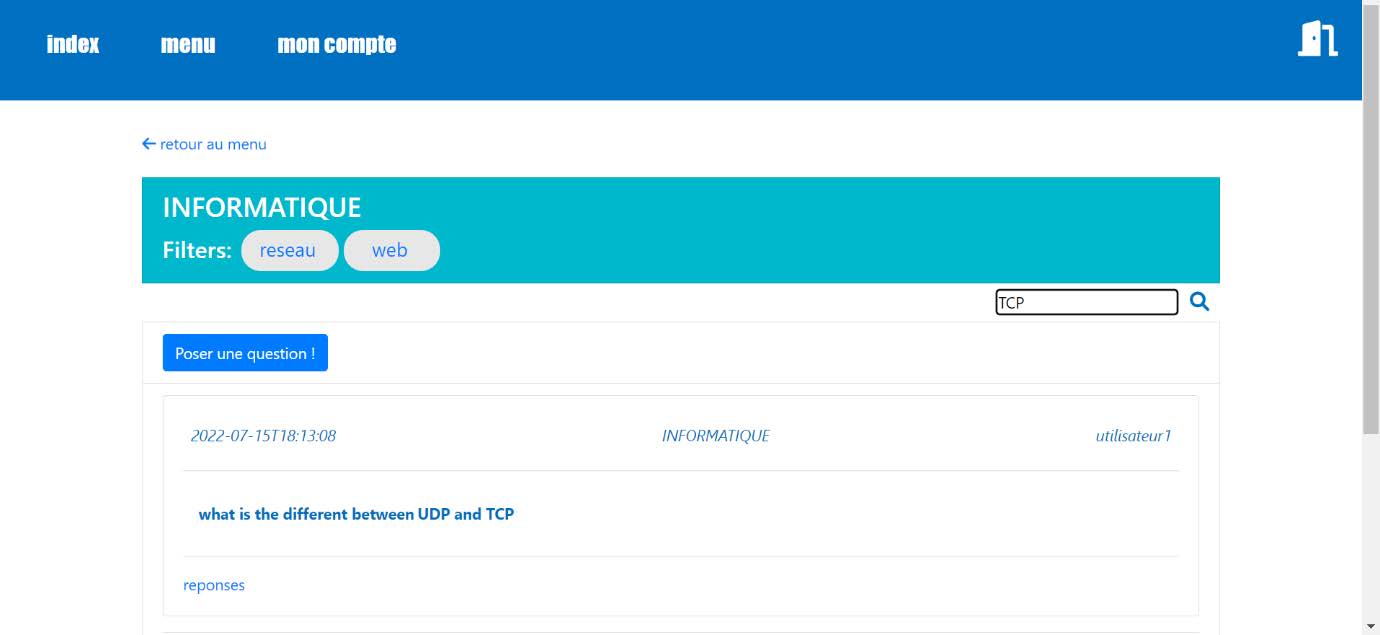 index menu mon compte
retour au menu
INFORMATIQUE
Filters: reseau web
TCP
Poser une question !
2022-07-15T18:13:08 INFORMATIQUE utilisateur1
what is the different between UDP and TCP
reponses